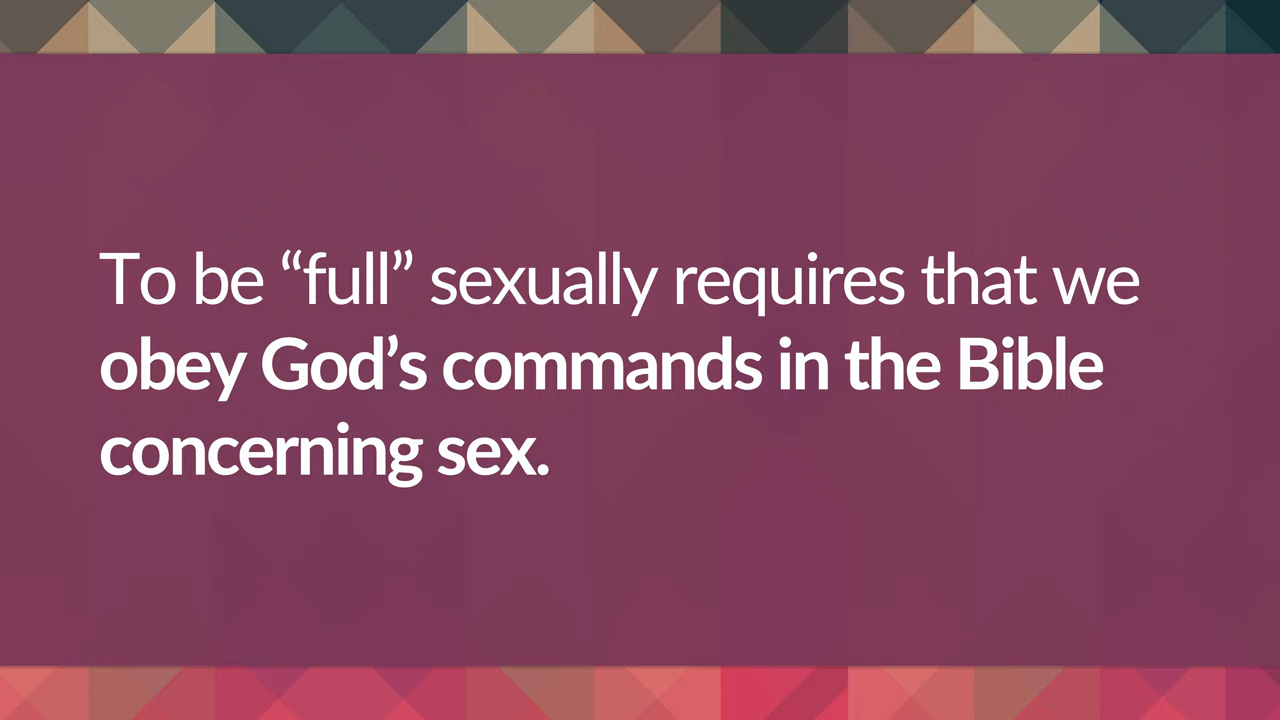 To be “full” sexually requires that we
obey God’s commands in the Bible
concerning sex.